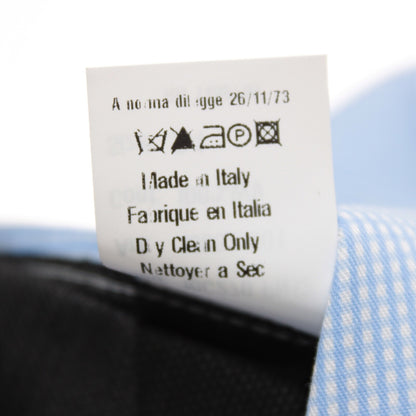 A norma di legge 26/11/73
P
Made in Italy
Fabrique en Italia
Dry Clean Only
Nettoyer a Sec